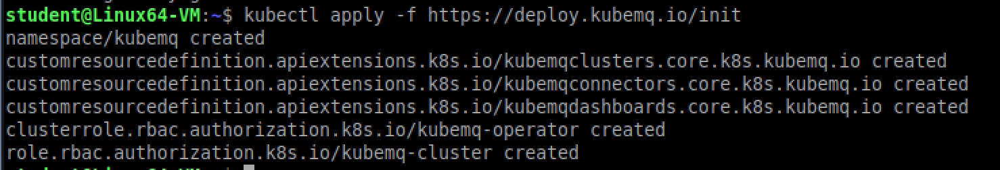 student@Linux64-VM:~$ kubectl apply -f https://deploy.kubemq.io/init
namespace/kubemq created
customresourcedefinition.apiextensions.k8s.io/kubemqclusters.core.k8s.kubemq.io created
customresourcedefinition.apiextensions.k8s.io/kubemqconnectors.core.k8s.kubemq.io created
customresourcedefinition.apiextensions.k8s.io/kubemqdashboards.core.k8s.kubemq.io created
clusterrole.rbac.authorization.k8s.io/kubemq-operator created
role.rbac.authorization.k8s.io/kubemq-cluster created